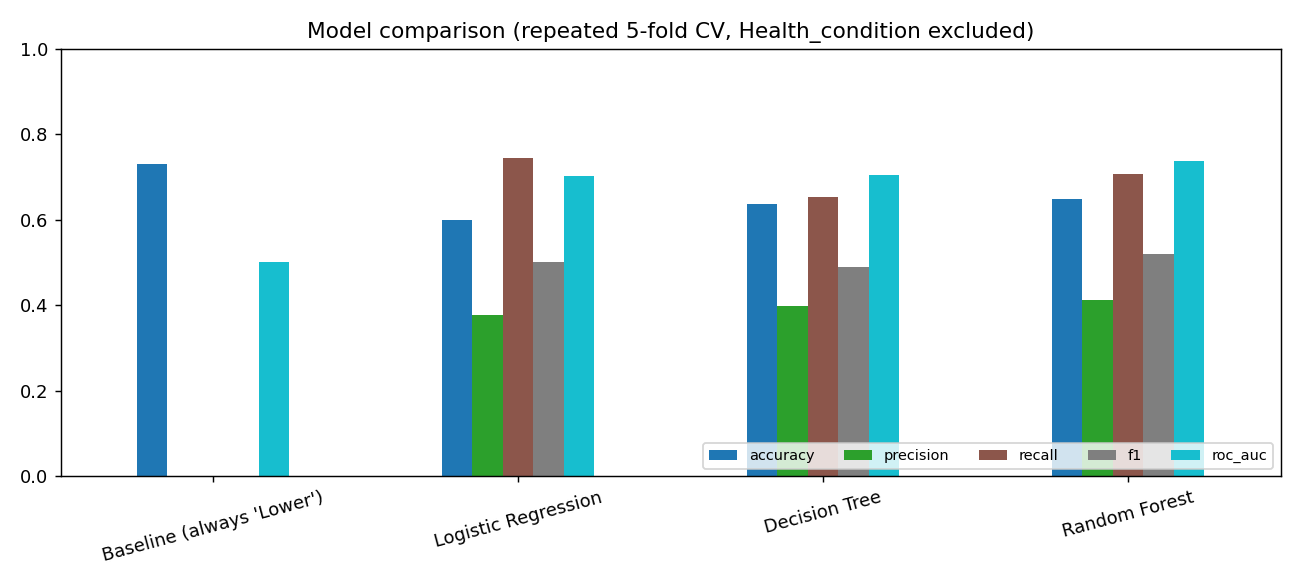 Model comparison (repeated 5-fold CV, Health_condition excluded)
1.0
0.8
0.6
0.4
0.2
0.0
accuracy precision recall f1 roc_auc
Baseline (always 'Lower') Logistic Regression Decision Tree Random Forest